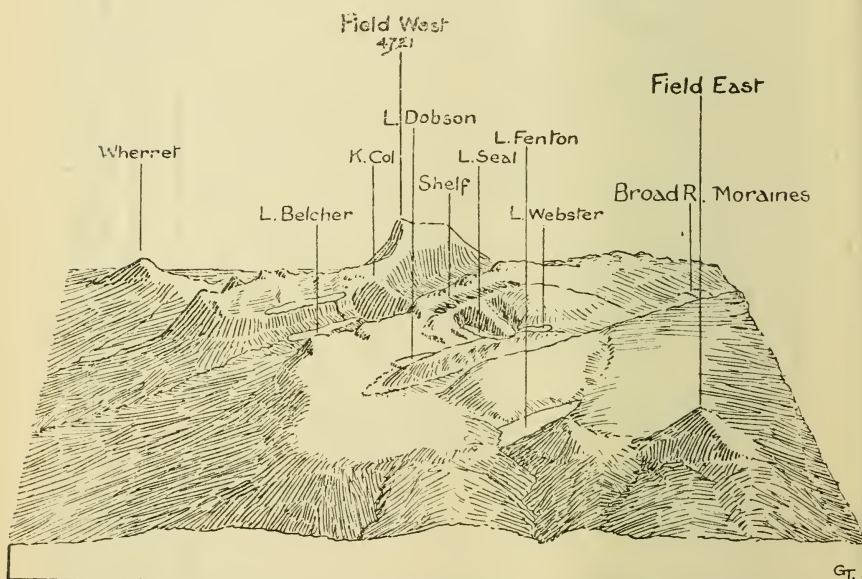 Field West
4721
Field East
L. Dobson
L. Fenton
Wherret
K. Col
L. Seal
Shelf
Broad R. Moraines
L. Belcher
L. Webster
GT.